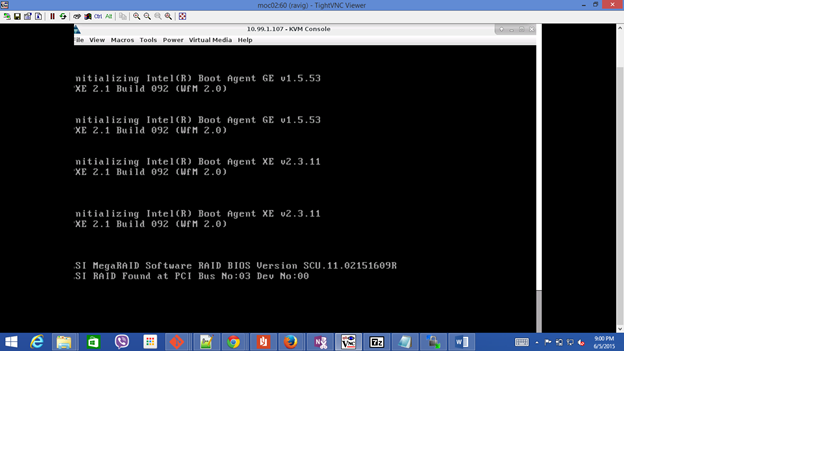 moc02:60 (ravig) - TightVNC Viewer
Ctrl Alt
10.99.1.107 - KVM Console
File View Macros Tools Power Virtual Media Help
nitializing Intel(R) Boot Agent GE v1.5.53
XE 2.1 Build 092 (WfM 2.0)
nitializing Intel(R) Boot Agent GE v1.5.53
XE 2.1 Build 092 (WfM 2.0)
nitializing Intel(R) Boot Agent XE v2.3.11
XE 2.1 Build 092 (WfM 2.0)
nitializing Intel(R) Boot Agent XE v2.3.11
XE 2.1 Build 092 (WfM 2.0)
SI MegaRAID Software RAID BIOS Version SCU.11.02151609R
SI RAID Found at PCI Bus No:03 Dev No:00
9:00 PM
6/5/2015